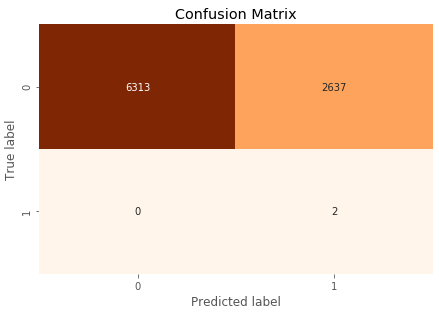 Confusion Matrix
True label
0
6313
2637
1
0
2
0
1
Predicted label